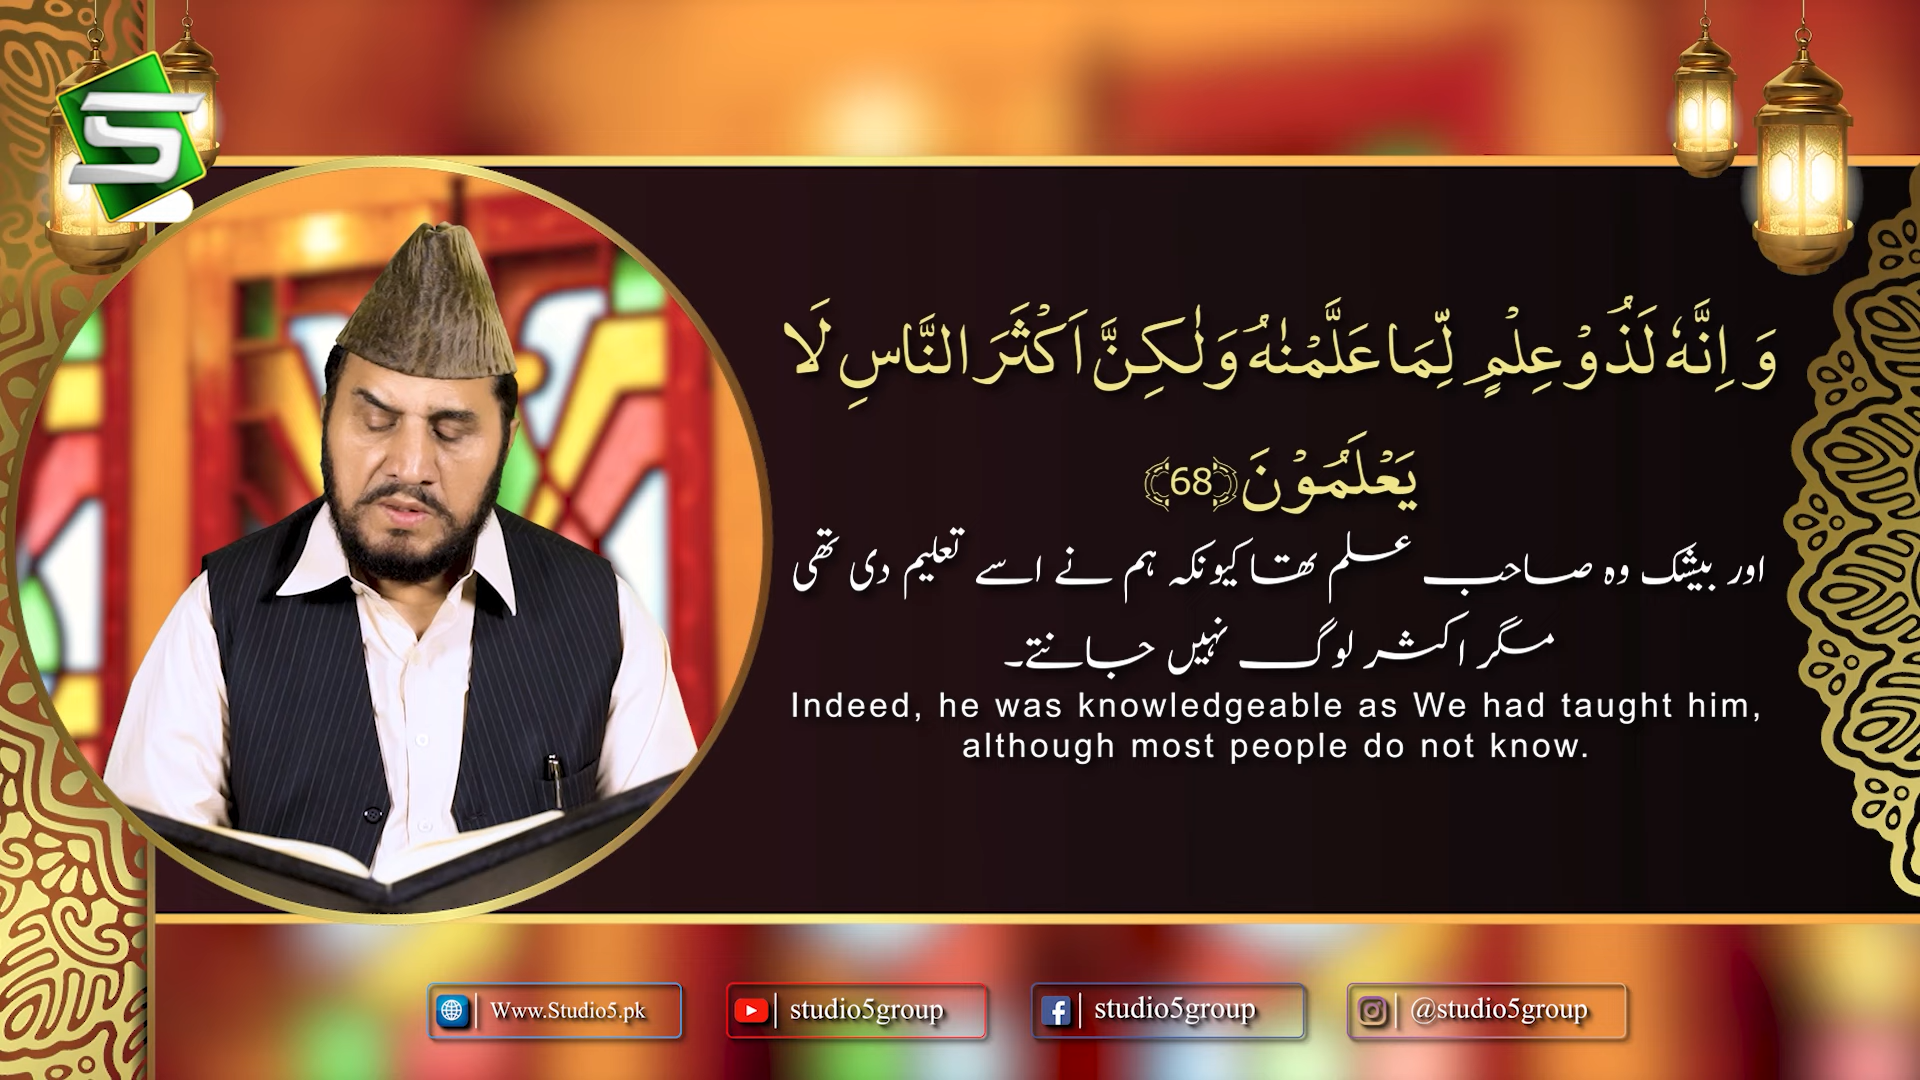 وَ اِنَّهٗ لَذُوْ عِلْمٍ لِّمَا عَلَّمْنٰهُ وَلٰكِنَّ اَكْثَرَ النَّاسِ لَا
يَعْلَمُوْنَ ﴿68﴾
اور بیشک وہ صاحب علم تھا کیونکہ ہم نے اسے تعلیم دی تھی
مگر اکثر لوگ نہیں جانتے۔
Indeed, he was knowledgeable as We had taught him,
although most people do not know.
Www.Studio5.pk
studio5group
studio5group
@studio5group